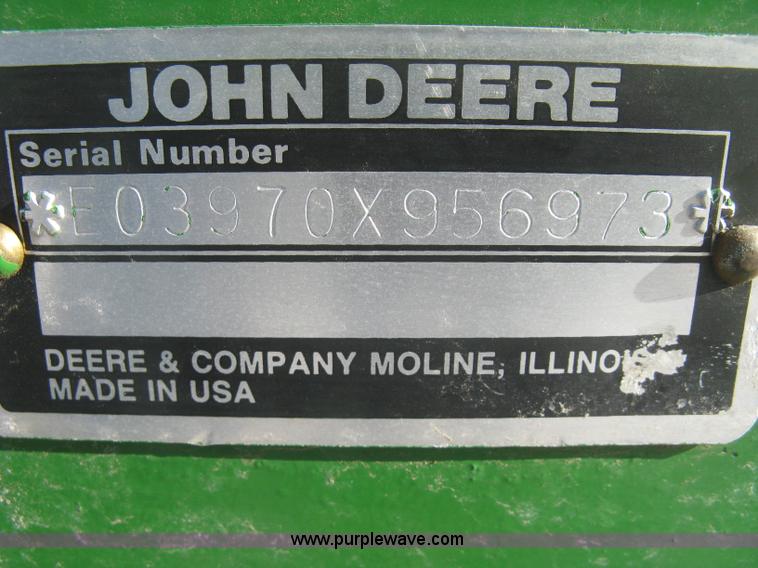 JOHN DEERE
Serial Number
*E03970X956973*
DEERE & COMPANY MOLINE, ILLINOIS
MADE IN USA
www.purplewave.com